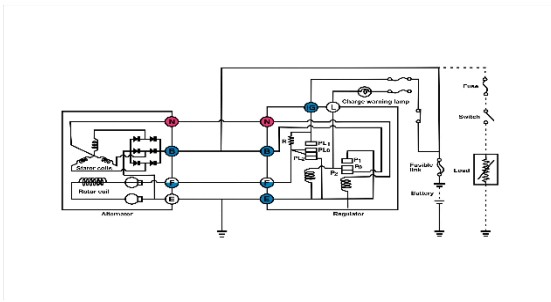 Fuse
IG
L
Charge warning lamp
N
N
Switch
R
PL1
PL0
PL2
B
B
P1
P0
P2
Stator coils
Fusible
link
Load
F
F
Rotor coil
Battery
E
E
Alternator
Regulator